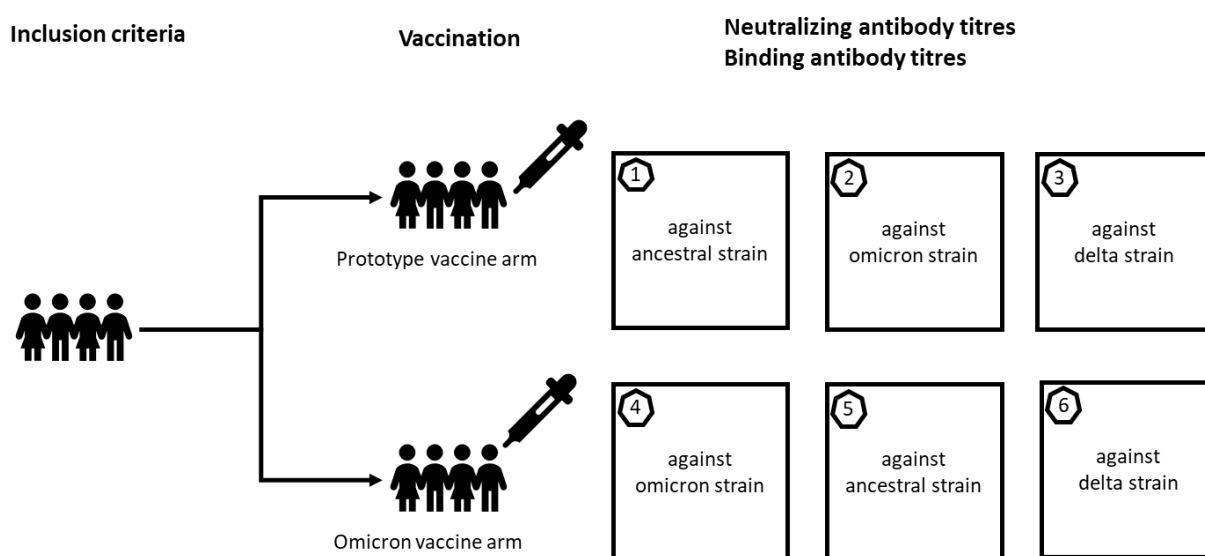 Inclusion criteria
Vaccination
Neutralizing antibody titres
Binding antibody titres
Prototype vaccine arm
1
against
ancestral strain
2
against
omicron strain
3
against
delta strain
Omicron vaccine arm
4
against
omicron strain
5
against
ancestral strain
6
against
delta strain